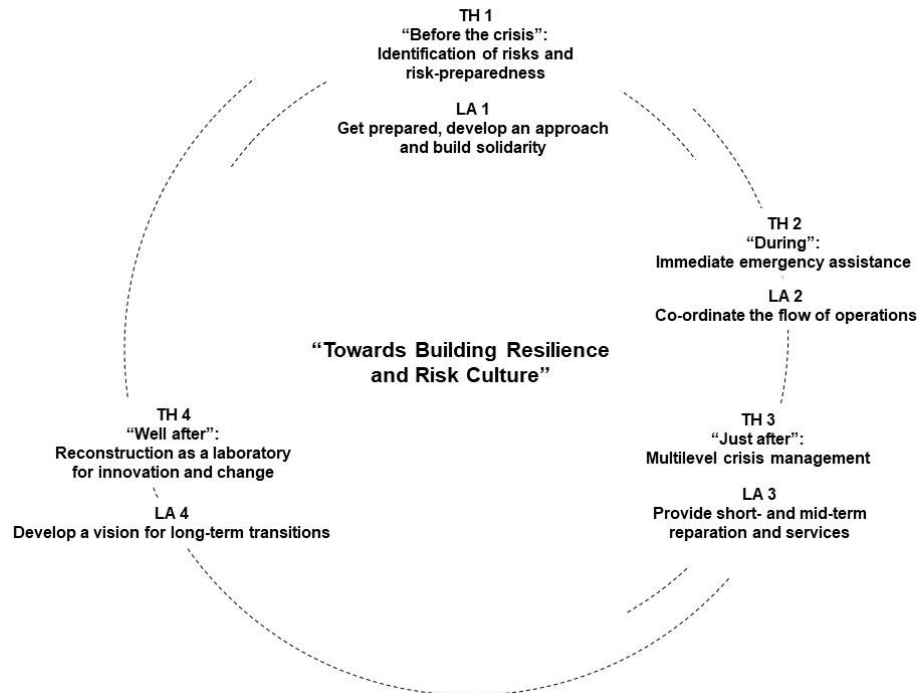 TH 1
“Before the crisis”:
Identification of risks and
risk-preparedness
LA 1
Get prepared, develop an approach
and build solidarity
TH 2
“During”:
Immediate emergency assistance
LA 2
Co-ordinate the flow of operations
“Towards Building Resilience
and Risk Culture”
TH 3
“Just after”:
Multilevel crisis management
LA 3
Provide short- and mid-term
reparation and services
TH 4
“Well after”:
Reconstruction as a laboratory
for innovation and change
LA 4
Develop a vision for long-term transitions